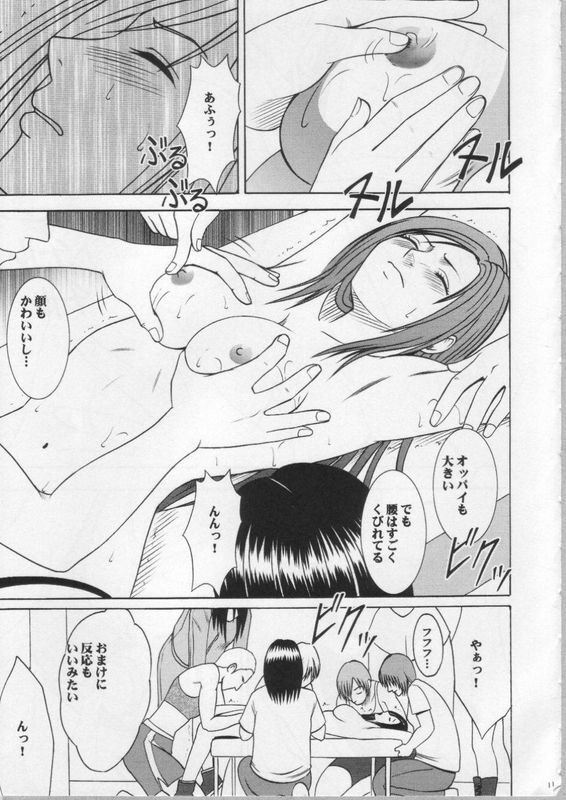 ヌル
ヌル
あふぅっ！
ぶる
ぶる
オッパイも
大きい
でも
腰はすごく
くびれてる
顔も
かわいいし…
んんっ！
ビクッ
やぁっ！
フフフ…
ビクッ
おまけに
反応も
いいみたい
んっ！
11